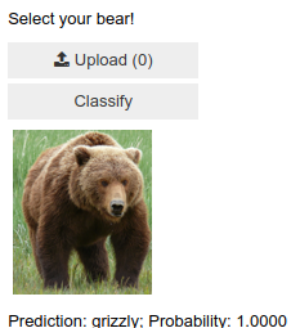 Select your bear!
Upload (0)
Classify
Prediction: grizzly; Probability: 1.0000